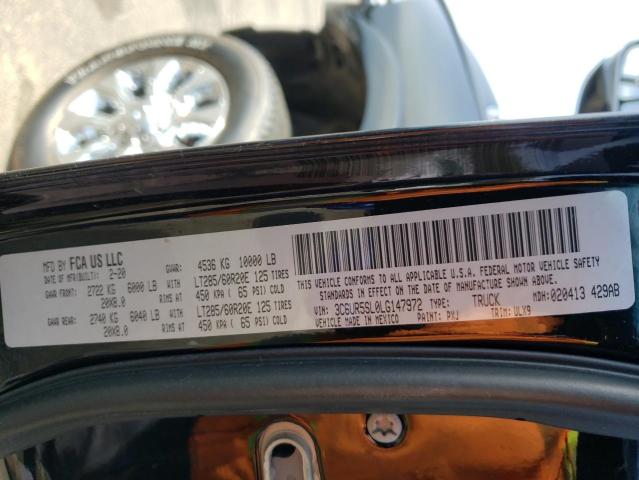 MFD BY FCA US LLC
DATE OF MFR(BUILT): 2-20 GVWR: 4536 KG 10000 LB
GAWR FRONT: 2722 KG 6000 LB WITH LT285/60R20E 125 TIRES
20X8.0 RIMS AT 450 KPA ( 65 PSI) COLD
GAWR REAR: 2740 KG 6040 LB WITH LT285/60R20E 125 TIRES
20X8.0 RIMS AT 450 KPA ( 65 PSI) COLD
THIS VEHICLE CONFORMS TO ALL APPLICABLE U.S.A. FEDERAL MOTOR VEHICLE SAFETY
STANDARDS IN EFFECT ON THE DATE OF MANUFACTURE SHOWN ABOVE.
VIN: 3C6UR5SL0LG147972 TYPE: TRUCK MDH: 020413 429AB
VEHICLE MADE IN MEXICO PAINT: PXJ TRIM: ULX9